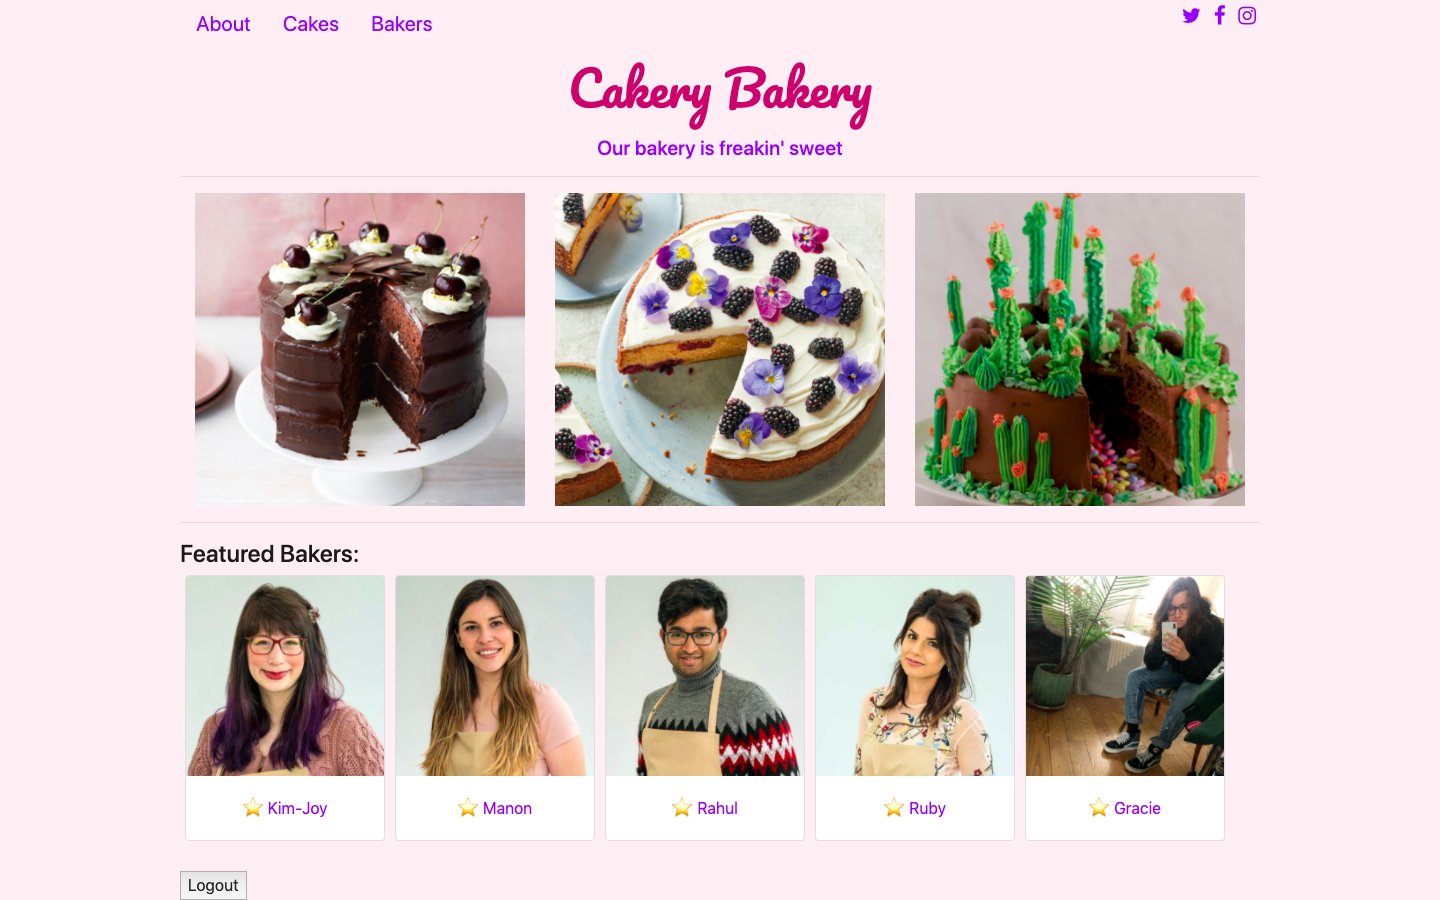 About Cakes Bakers
Cakery Bakery
Our bakery is freakin' sweet
Featured Bakers:
⭐ Kim-Joy
⭐ Manon
⭐ Rahul
⭐ Ruby
⭐ Gracie
Logout